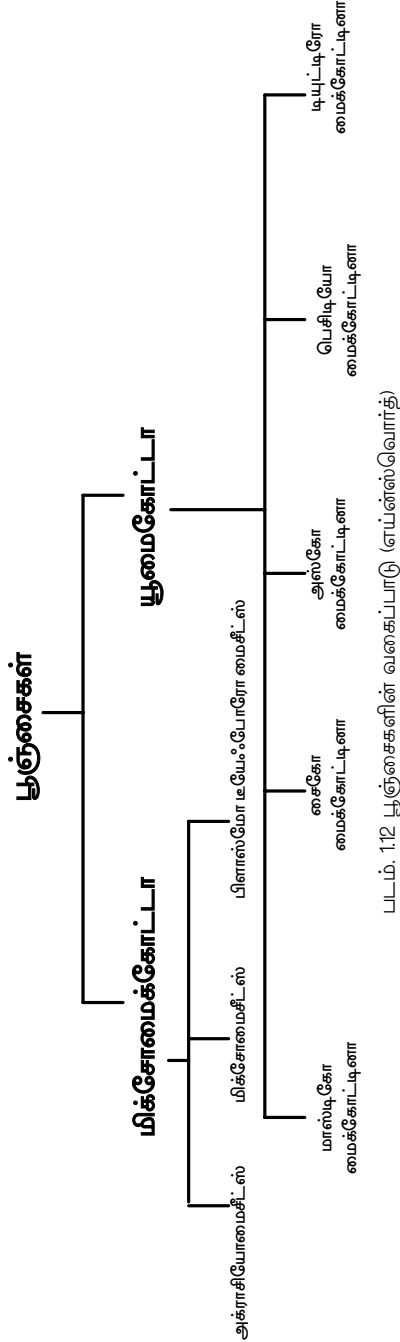 பூஞ்சைகள்
மிக்சோமைக்கோட்டா
யூமைகோட்டா
அக்ராசியோமைசீட்ஸ்
மிக்சோமைசீட்ஸ்
பிளாஸ்மோ டீயேஃபோரோ மைசீட்ஸ்
மாஸ்டிகோ
மைக்கோட்டினா
சைகோ
மைக்கோட்டினா
அஸ்கோ
மைக்கோட்டினா
பெசிடியோ
மைக்கோட்டினா
டியுட்டிரோ
மைக்கோட்டினா
படம். 1.12 பூஞ்சைகளின் வகைப்பாடு (எய்ன்ஸ்வொர்த்)